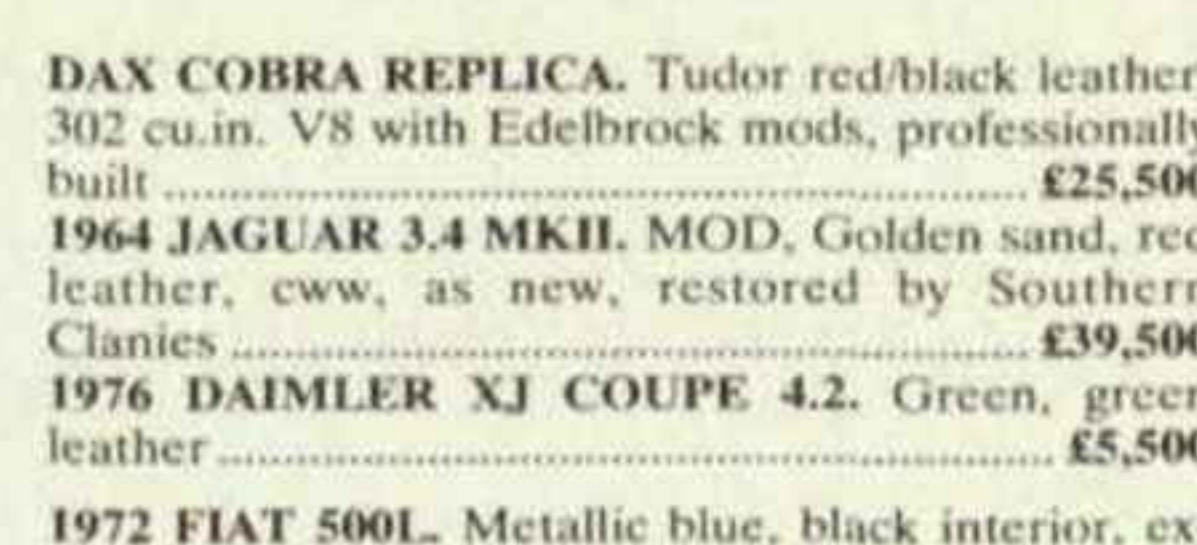 DAX COBRA REPLICA. Tudor red/black leather
302 cu.in. V8 with Edelbrock mods, professionally
built ........................................ £25,500
1964 JAGUAR 3.4 MKII. MOD, Golden sand, red
leather, cww, as new, restored by Southern
Clanies ........................................ £39,500
1976 DAIMLER XJ COUPE 4.2. Green, green
leather ........................................ £5,500
1972 FIAT 500L. Metallic blue, black interior, ex